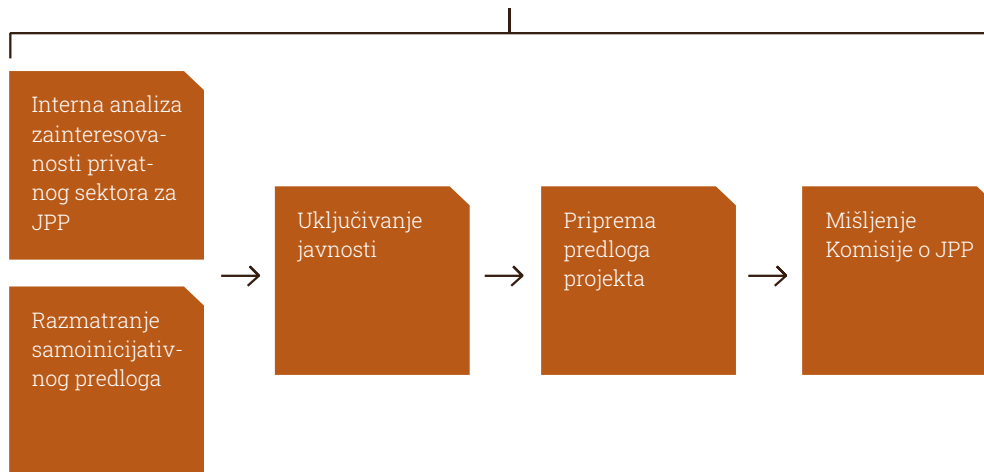 Interna analiza
zainteresova-
nosti privat-
nog sektora za
JPP
Razmatranje
samoinicijativ-
nog predloga
Uključivanje
javnosti
Priprema
predloga
projekta
Mišljenje
Komisije o JPP